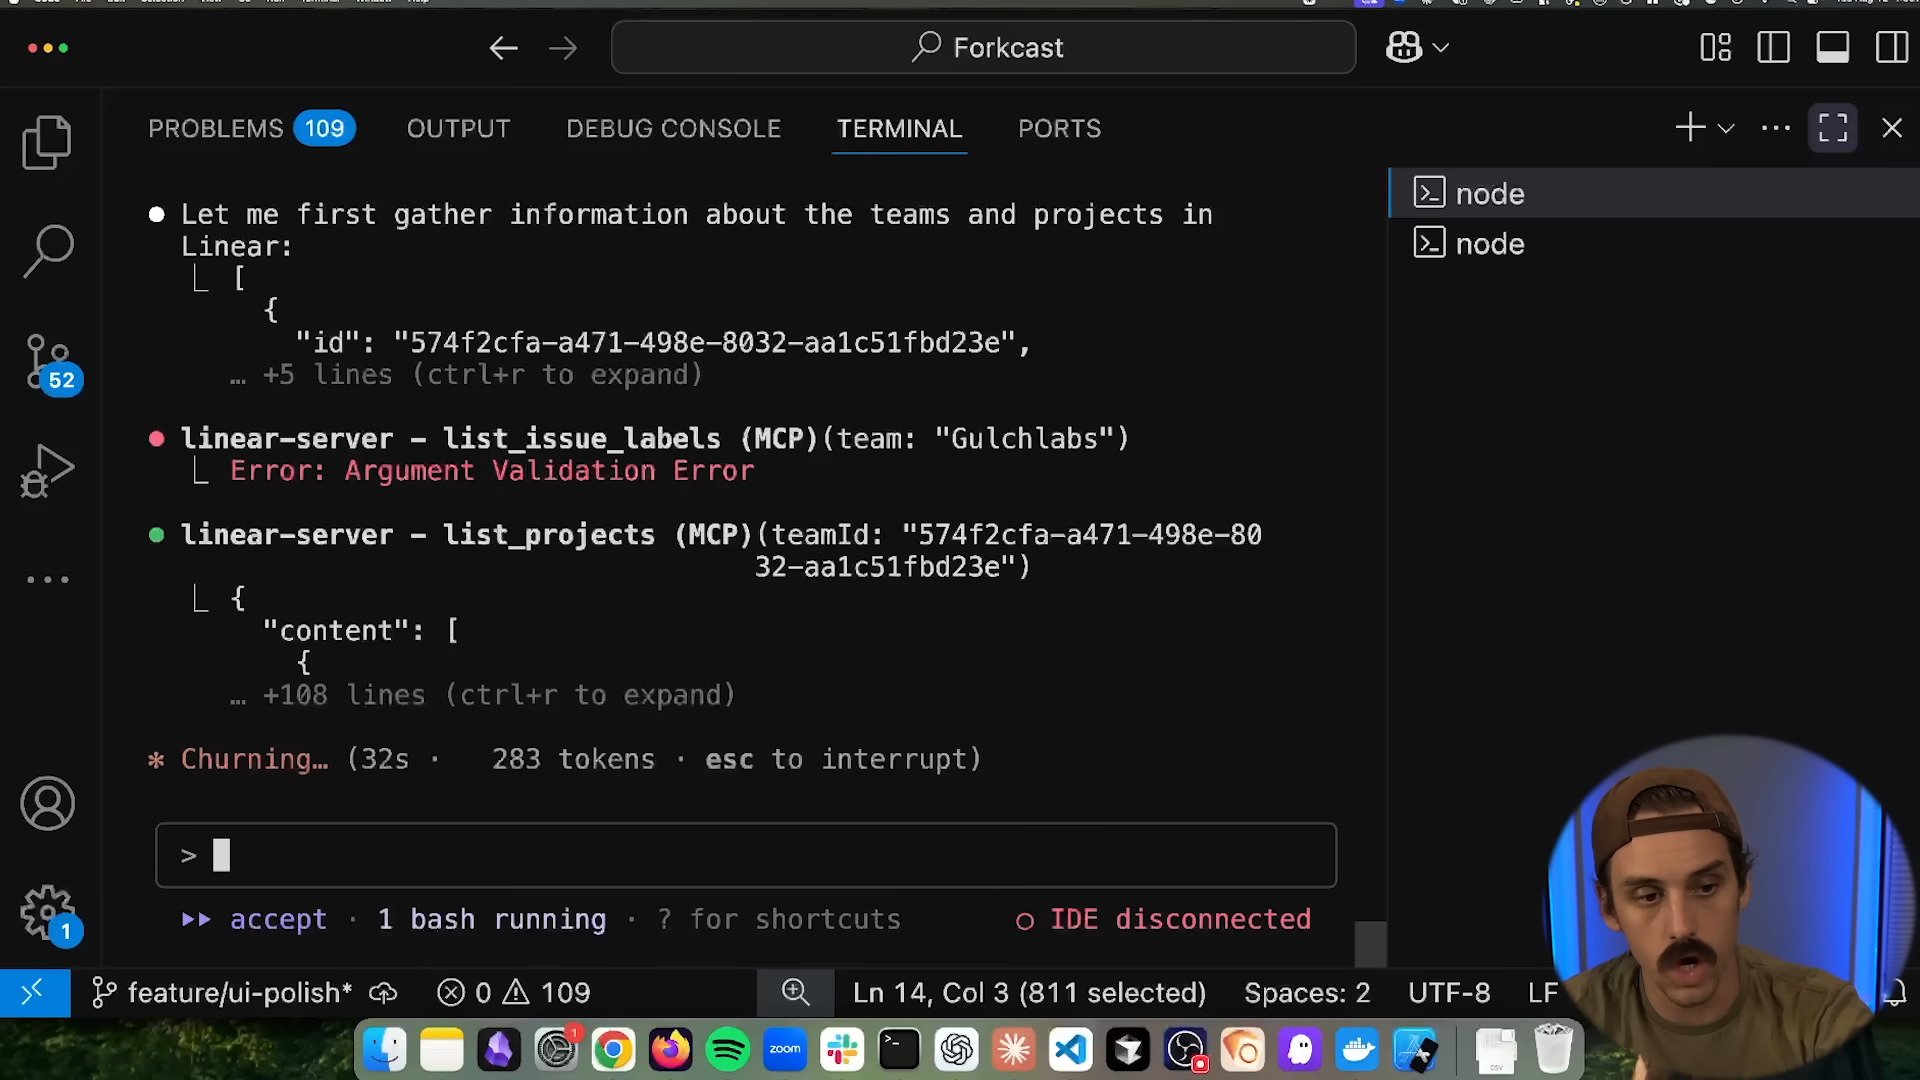 Forkcast
PROBLEMS 109 OUTPUT DEBUG CONSOLE TERMINAL PORTS
● Let me first gather information about the teams and projects in
Linear:
⎿ [
{
"id": "574f2cfa-a471-498e-8032-aa1c51fbd23e",
… +5 lines (ctrl+r to expand)
● linear-server - list_issue_labels (MCP)(team: "Gulchlabs")
⎿ Error: Argument Validation Error
● linear-server - list_projects (MCP)(teamId: "574f2cfa-a471-498e-80
32-aa1c51fbd23e")
⎿ {
"content": [
{
… +108 lines (ctrl+r to expand)
* Churning… (32s · 283 tokens · esc to interrupt)
>
accept · 1 bash running · ? for shortcuts ○ IDE disconnected
node
node
52
1
feature/ui-polish* 0 109 Ln 14, Col 3 (811 selected) Spaces: 2 UTF-8 LF
1
zoom
CSV